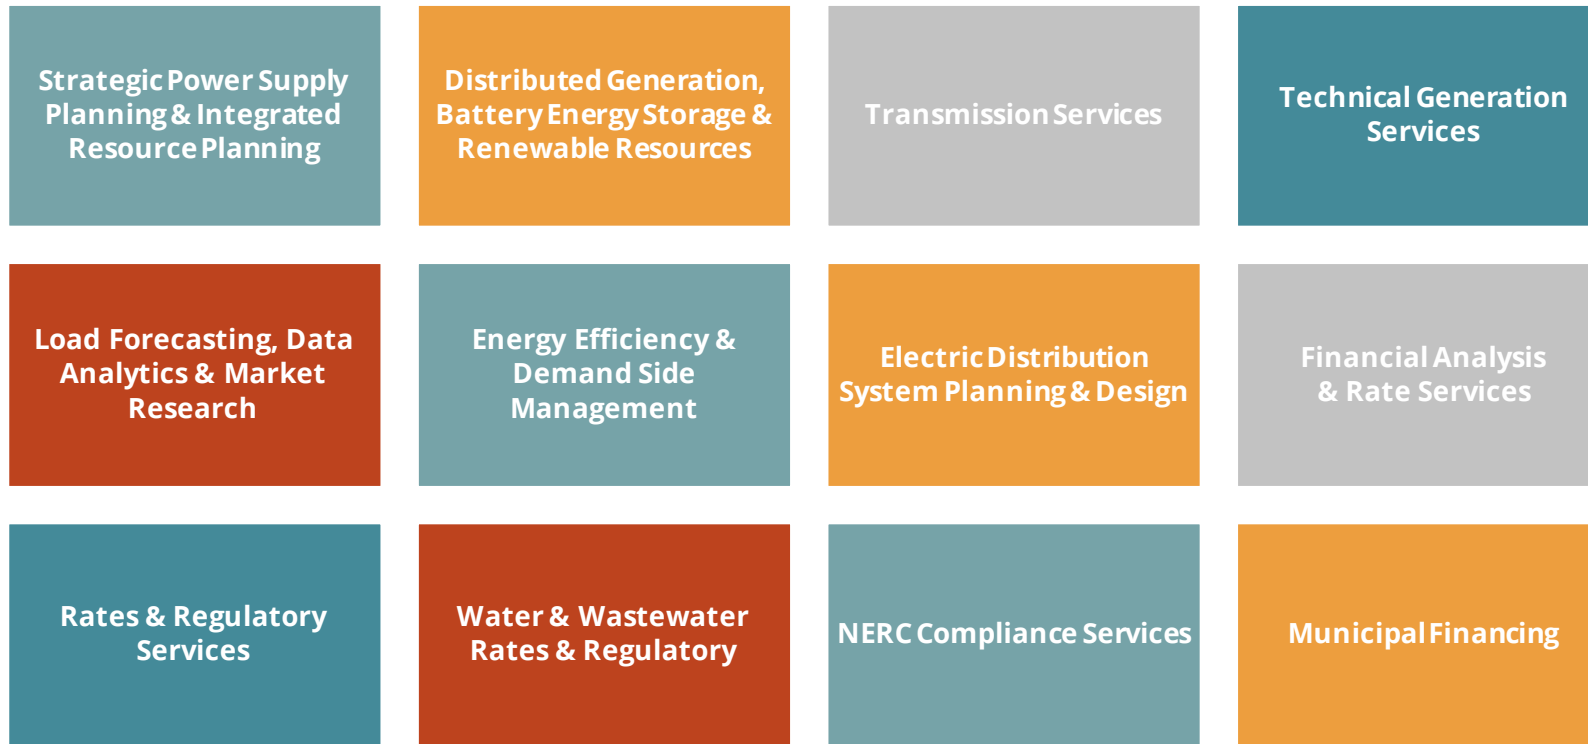 Strategic Power Supply
Planning & Integrated
Resource Planning
Distributed Generation,
Battery Energy Storage &
Renewable Resources
Transmission Services
Technical Generation
Services
Load Forecasting, Data
Analytics & Market
Research
Energy Efficiency &
Demand Side
Management
Electric Distribution
System Planning & Design
Financial Analysis
& Rate Services
Rates & Regulatory
Services
Water & Wastewater
Rates & Regulatory
NERC Compliance Services
Municipal Financing